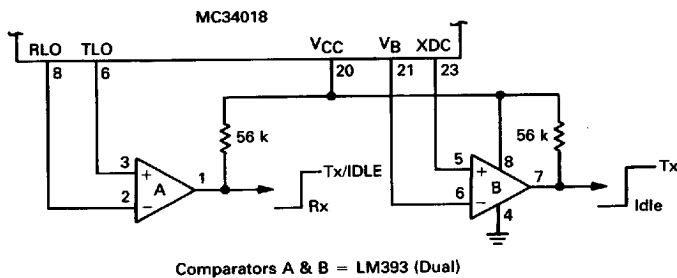 MC34018
RLO TLO VCC VB XDC
8 6 20 21 23
56 k 56 k
3 + A 1 Tx/IDLE
2 − Rx
5 + B 8 7 Tx
6 − 4 Idle
Comparators A & B = LM393 (Dual)